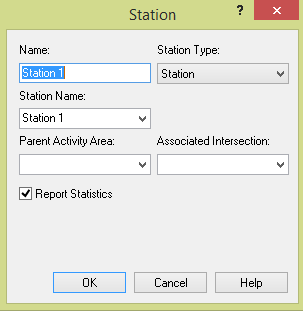 Station
?
Name:
Station Type:
Station 1
Station
Station Name:
Station 1
Parent Activity Area:
Associated Intersection:
Report Statistics
OK
Cancel
Help